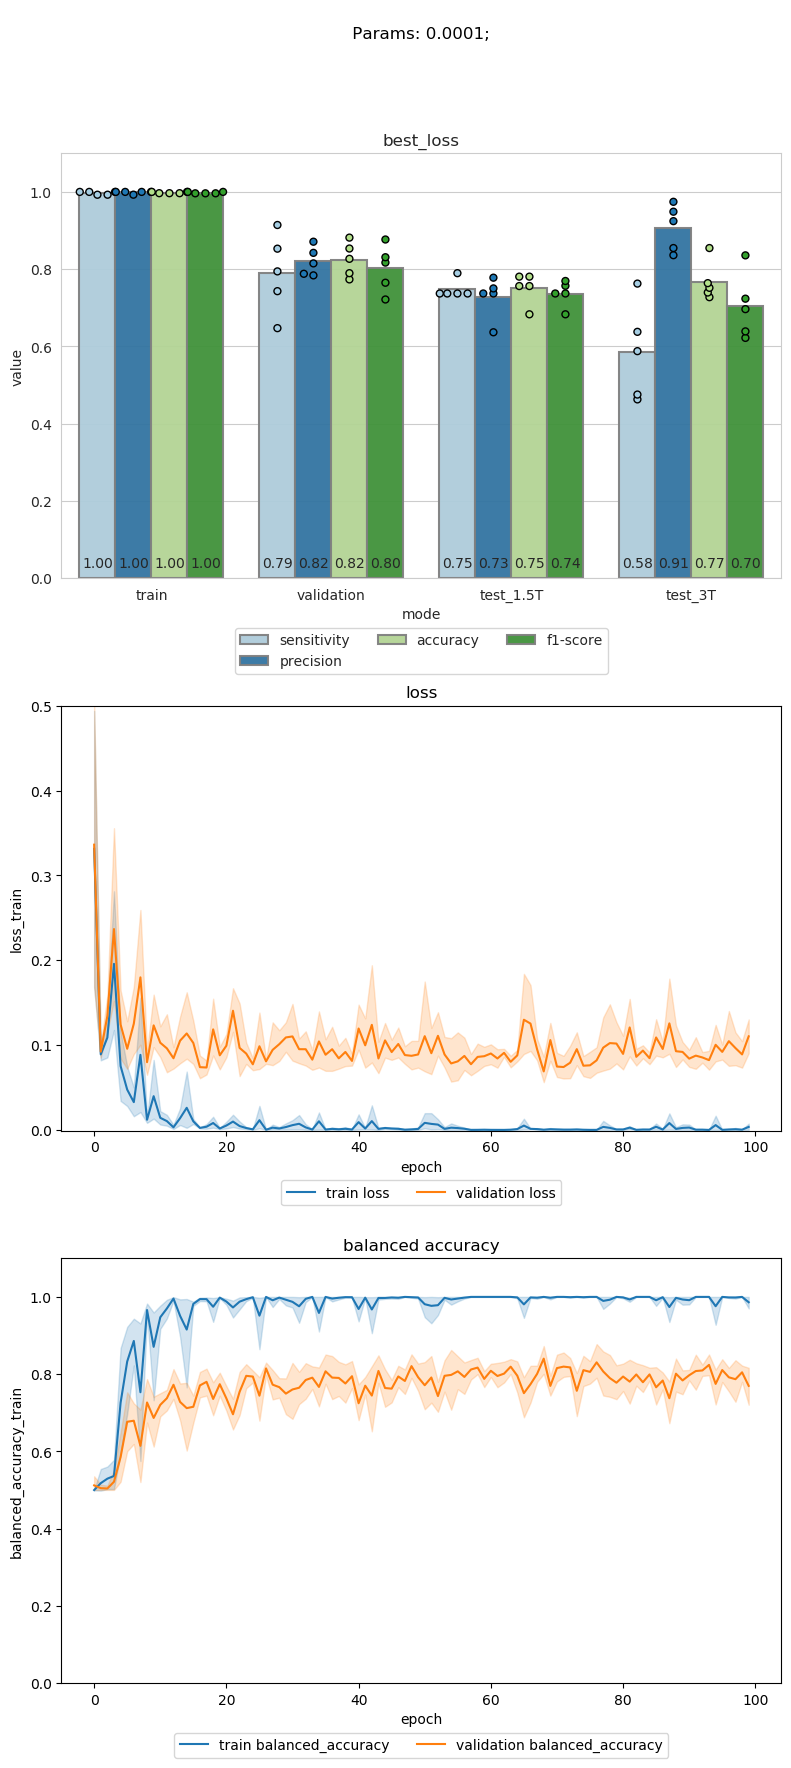 Params: 0.0001;
best_loss
value
1.0
0.8
0.6
0.4
0.2
0.0
1.00 1.00 1.00 1.00 0.79 0.82 0.82 0.80 0.75 0.73 0.75 0.74 0.58 0.91 0.77 0.70
train validation test_1.5T test_3T
mode
sensitivity accuracy f1-score
precision
loss
loss_train
0.5
0.4
0.3
0.2
0.1
0.0
0 20 40 60 80 100
epoch
train loss validation loss
balanced accuracy
balanced_accuracy_train
1.0
0.8
0.6
0.4
0.2
0.0
0 20 40 60 80 100
epoch
train balanced_accuracy validation balanced_accuracy